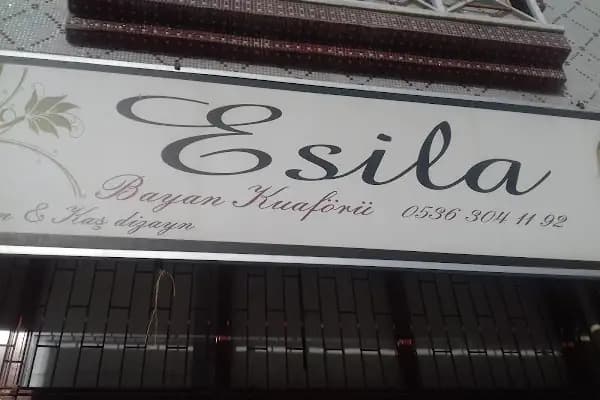 Esila
Bayan Kuaförü 0536 304 11 92
& Kaş dizayn